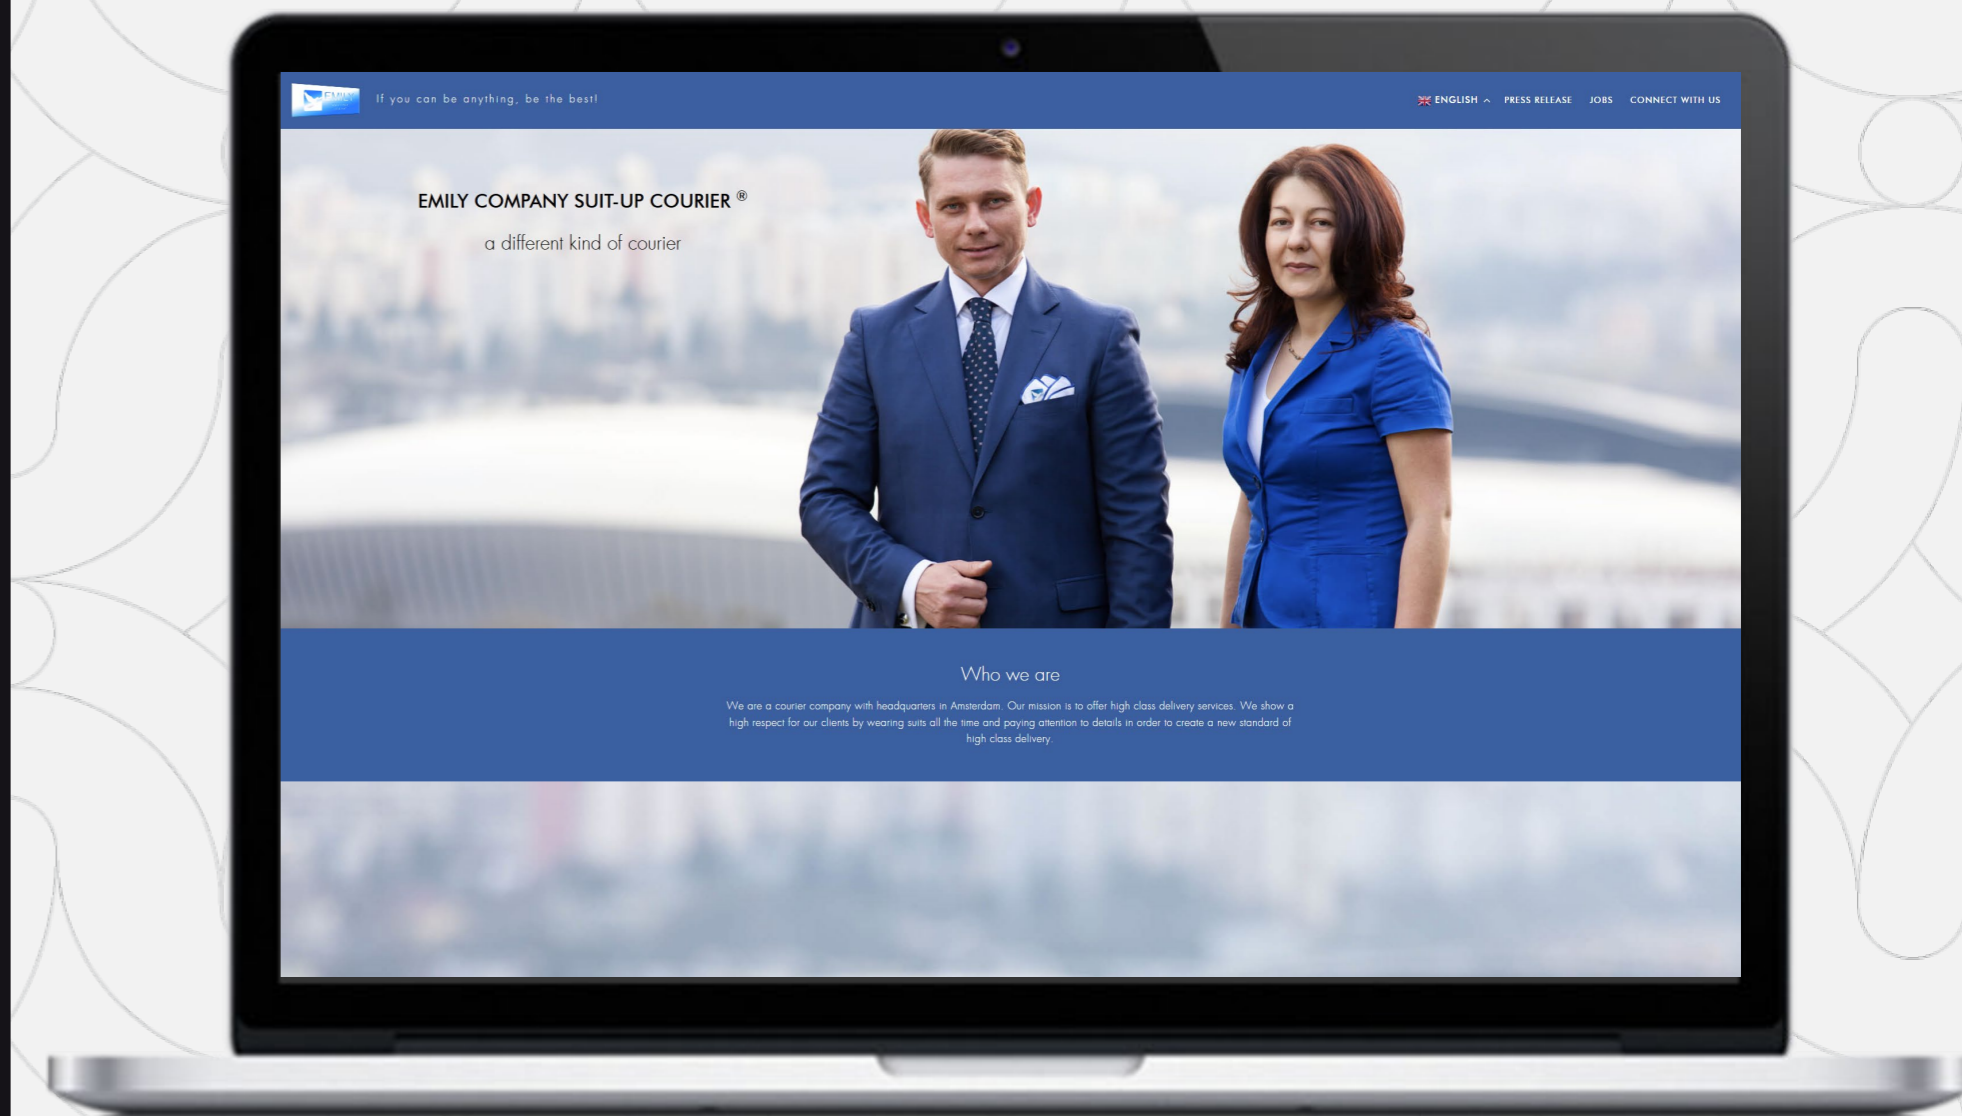 EMILY
If you can be anything, be the best!
ENGLISH PRESS RELEASE JOBS CONNECT WITH US
EMILY COMPANY SUIT-UP COURIER ®
a different kind of courier
Who we are
We are a courier company with headquarters in Amsterdam. Our mission is to offer high class delivery services. We show a
high respect for our clients by wearing suits all the time and paying attention to details in order to create a new standard of
high class delivery.